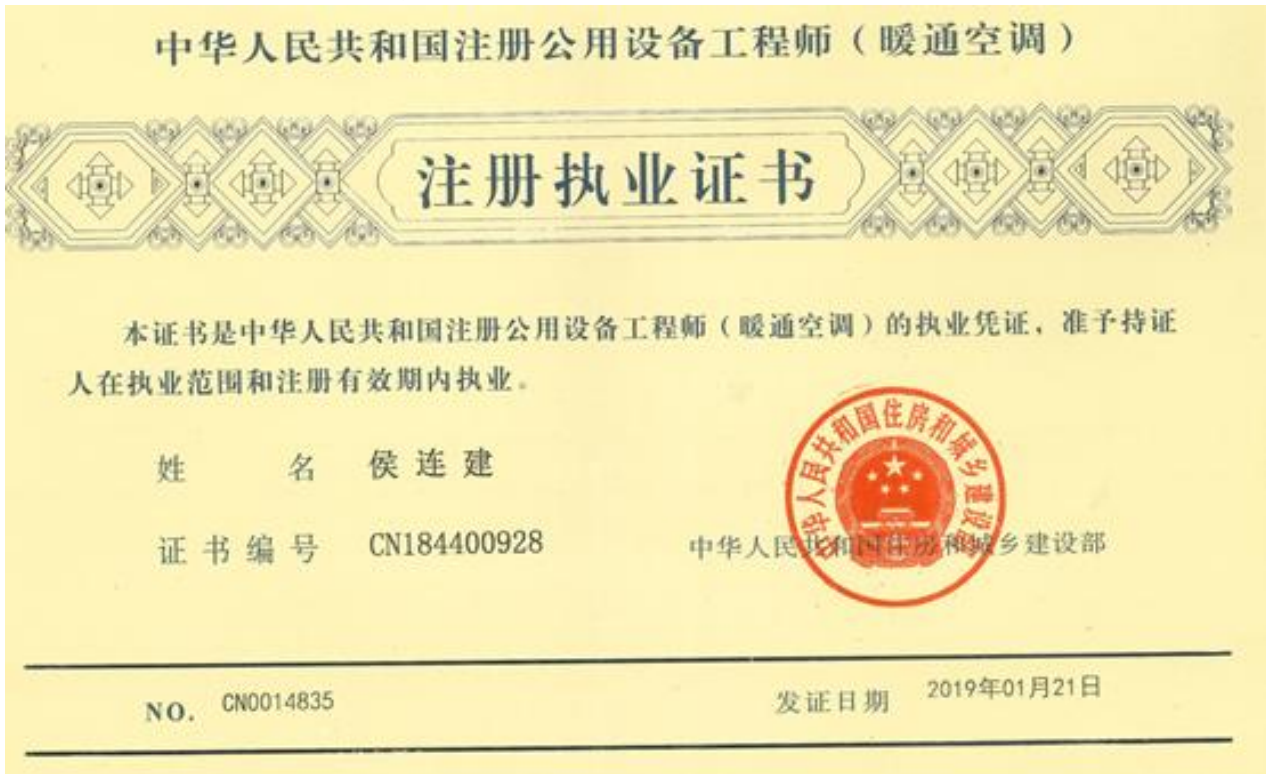 中华人民共和国注册公用设备工程师（暖通空调）
注册执业证书
本证书是中华人民共和国注册公用设备工程师（暖通空调）的执业凭证，准予持证
人在执业范围和注册有效期内执业。
姓 名 侯连建
证书编号 CN184400928
中华人民共和国住房和城乡建设部
中华人民共和国住房和城乡建设部
NO. CN0014835
发证日期 2019年01月21日